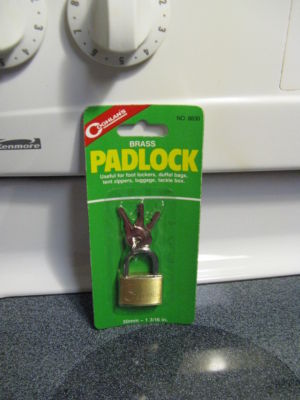 COGHLAN'S
NO. 8830
BRASS
PADLOCK
Useful for foot lockers, duffel bags,
tent zippers, luggage, tackle box.
30mm – 1 3/16 in.
Kenmore